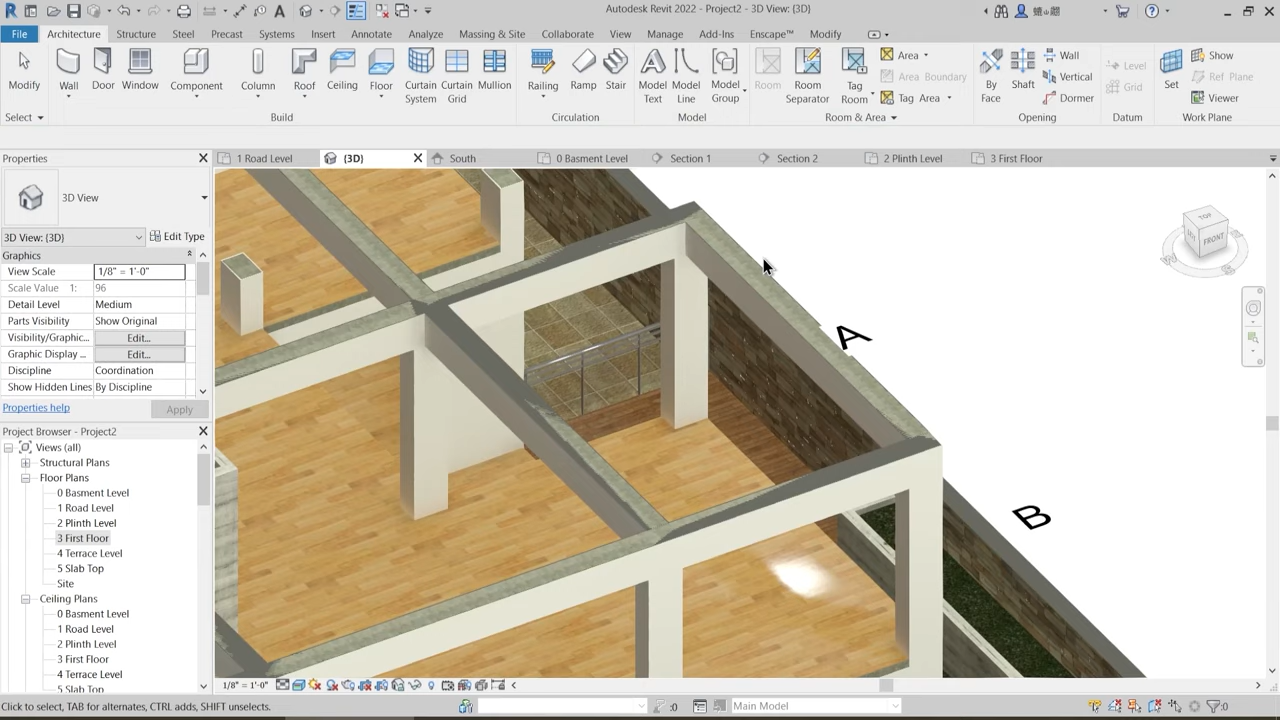 Autodesk Revit 2022 - Project2 - 3D View: {3D}
File Architecture Structure Steel Precast Systems Insert Annotate Analyze Massing & Site Collaborate View Manage Add-Ins Enscape™ Modify
Modify Wall Door Window Component Column Roof Ceiling Floor Curtain System Curtain Grid Mullion Railing Ramp Stair Model Text Model Line Model Group Room Room Separator Tag Room Area Area Boundary Tag Area By Face Shaft Wall Vertical Dormer Level Grid Set Show Ref Plane Viewer
Select Build Circulation Model Room & Area Opening Datum Work Plane
Properties
1 Road Level {3D} South 0 Basment Level Section 1 Section 2 2 Plinth Level 3 First Floor
3D View
3D View: {3D} Edit Type
Graphics
View Scale 1/8" = 1'-0"
Scale Value 1: 96
Detail Level Medium
Parts Visibility Show Original
Visibility/Graphic... Edit...
Graphic Display ... Edit...
Discipline Coordination
Show Hidden Lines By Discipline
Properties help Apply
TOP
FRONT
A
B
Project Browser - Project2
Views (all)
Structural Plans
Floor Plans
0 Basment Level
1 Road Level
2 Plinth Level
3 First Floor
4 Terrace Level
5 Slab Top
Site
Ceiling Plans
0 Basment Level
1 Road Level
2 Plinth Level
3 First Floor
4 Terrace Level
5 Slab Top
1/8" = 1'-0"
Click to select, TAB for alternates, CTRL adds, SHIFT unselects. :0 Main Model :0